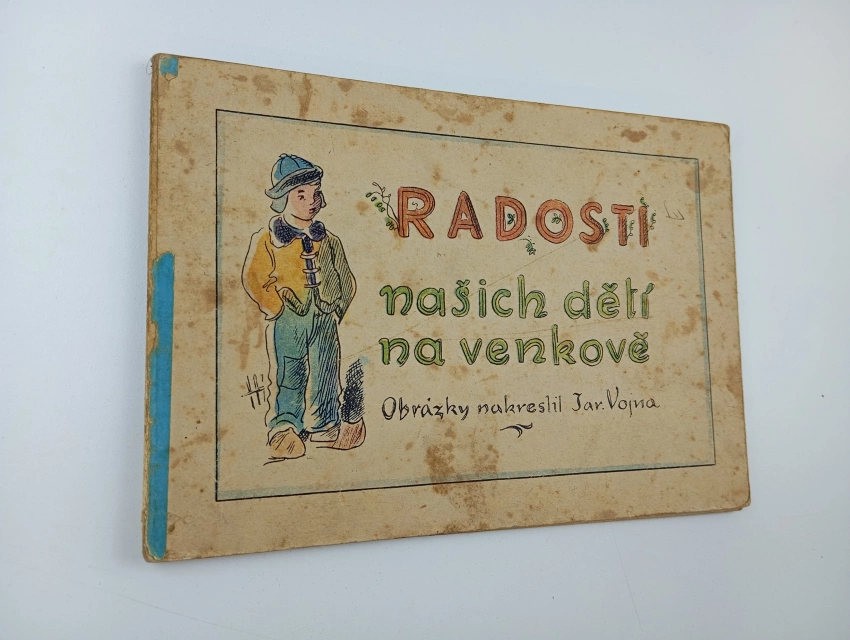 RADOSTI
našich dětí
na venkově
Obrázky nakreslil Jar. Vojna